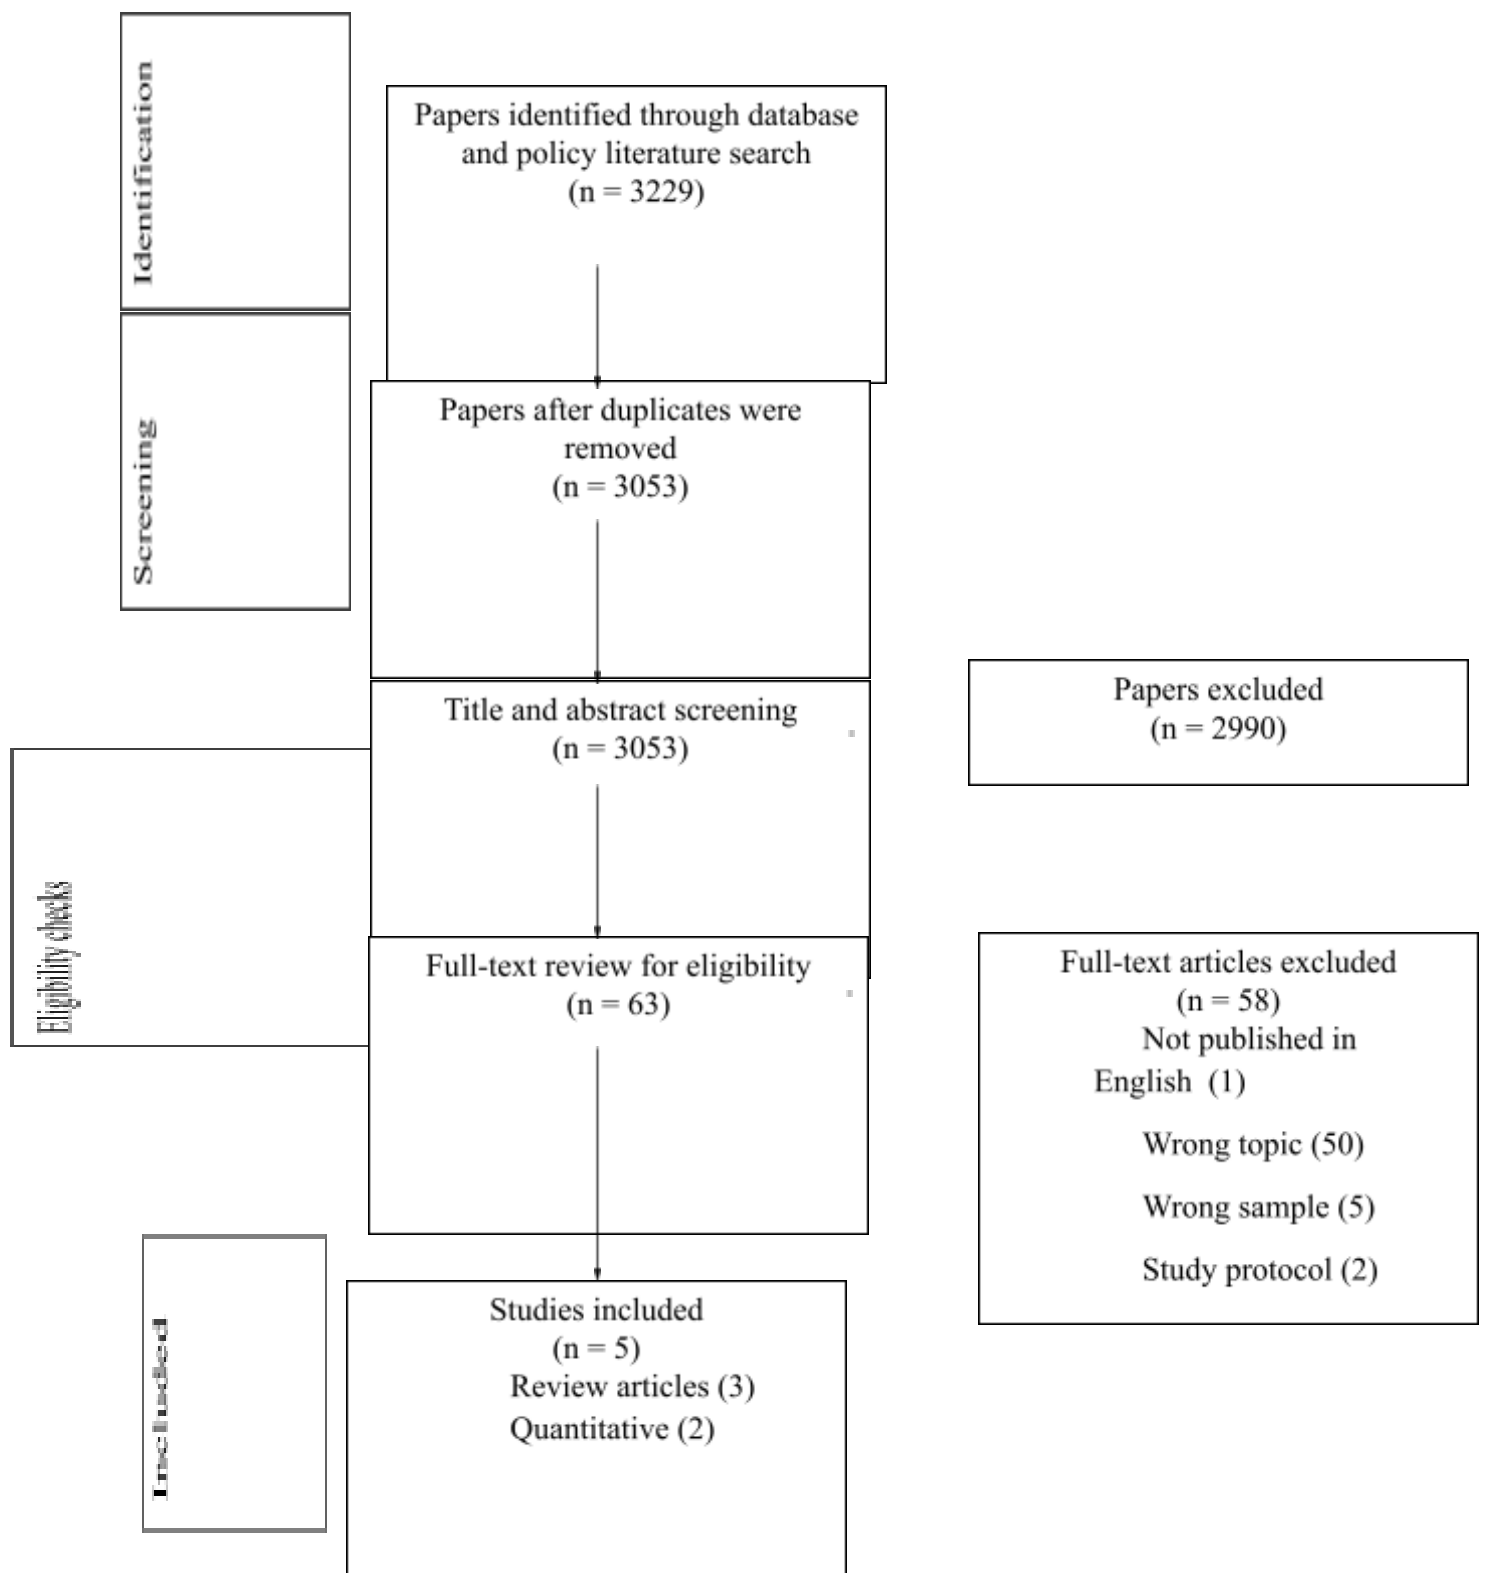 Identification
Papers identified through database
and policy literature search
(n = 3229)
Screening
Papers after duplicates were
removed
(n = 3053)
Title and abstract screening
(n = 3053)
Papers excluded
(n = 2990)
Eligibility checks
Full-text review for eligibility
(n = 63)
Full-text articles excluded
(n = 58)
Not published in
English (1)
Wrong topic (50)
Wrong sample (5)
Study protocol (2)
Included
Studies included
(n = 5)
Review articles (3)
Quantitative (2)